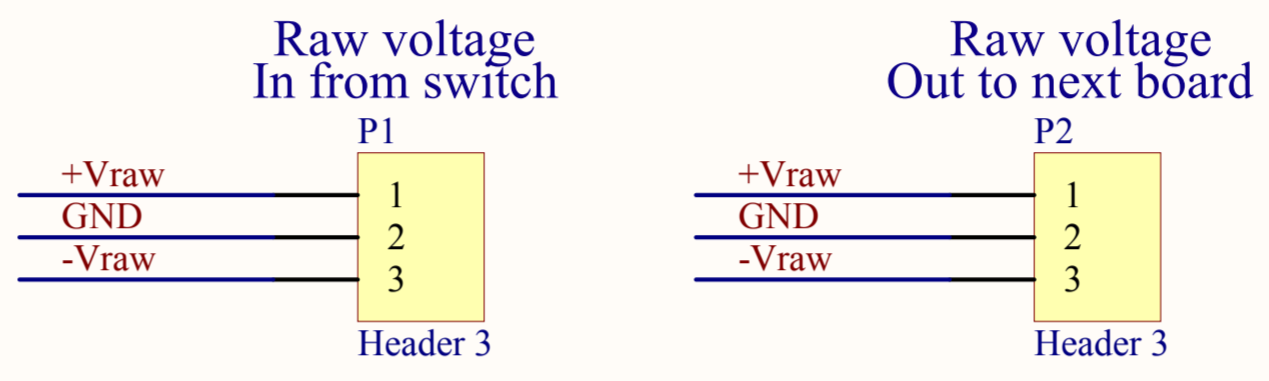 Raw voltage
In from switch
P1
+Vraw
1
GND
2
-Vraw
3
Header 3
Raw voltage
Out to next board
P2
+Vraw
1
GND
2
-Vraw
3
Header 3